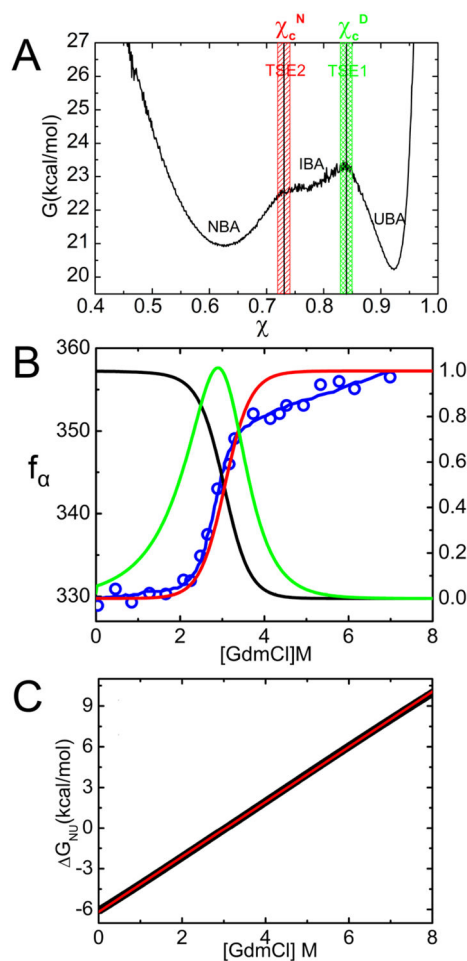 A
χc^N χc^D
TSE2 TSE1
27
26
25
24
23
22
21
20
G(kcal/mol)
NBA
IBA
UBA
0.4 0.5 0.6 0.7 0.8 0.9 1.0
χ
B
360
350
340
330
fα
1.0
0.8
0.6
0.4
0.2
0.0
0 2 4 6 8
[GdmCl]M
C
9
6
3
0
-3
-6
ΔG_NU(kcal/mol)
0 2 4 6 8
[GdmCl] M